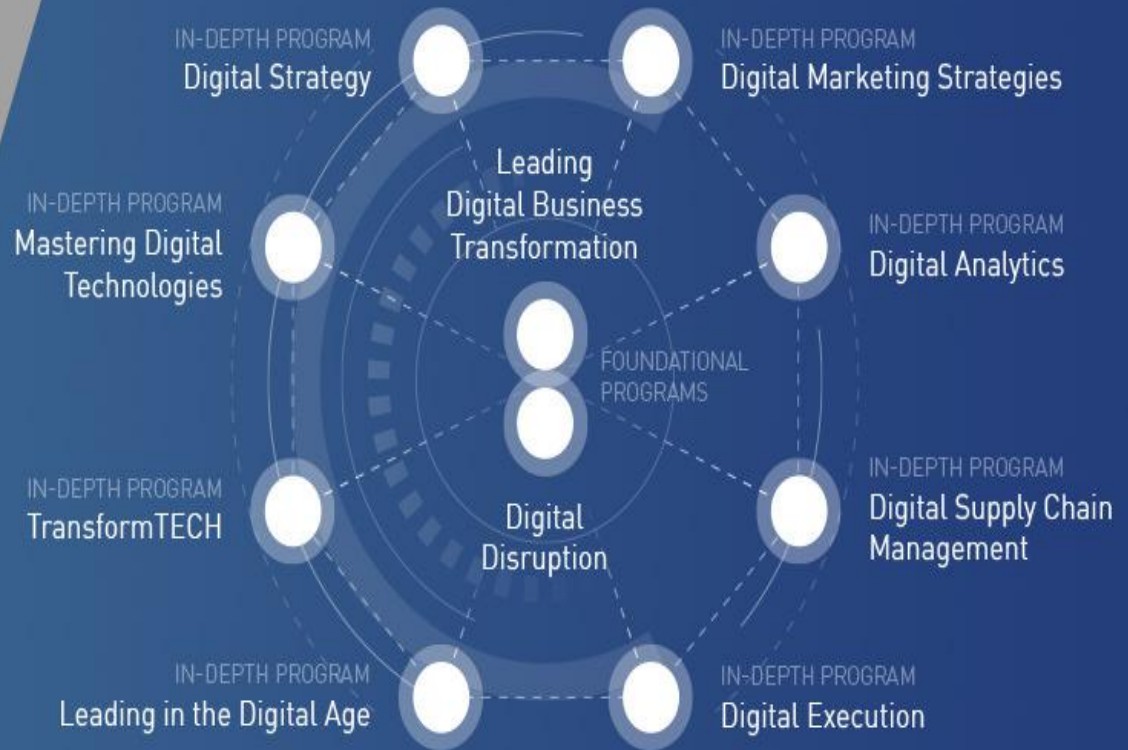 IN-DEPTH PROGRAM
Digital Strategy
IN-DEPTH PROGRAM
Digital Marketing Strategies
Leading
Digital Business
Transformation
IN-DEPTH PROGRAM
Mastering Digital
Technologies
IN-DEPTH PROGRAM
Digital Analytics
FOUNDATIONAL
PROGRAMS
IN-DEPTH PROGRAM
TransformTECH
IN-DEPTH PROGRAM
Digital Supply Chain
Management
Digital
Disruption
IN-DEPTH PROGRAM
Leading in the Digital Age
IN-DEPTH PROGRAM
Digital Execution